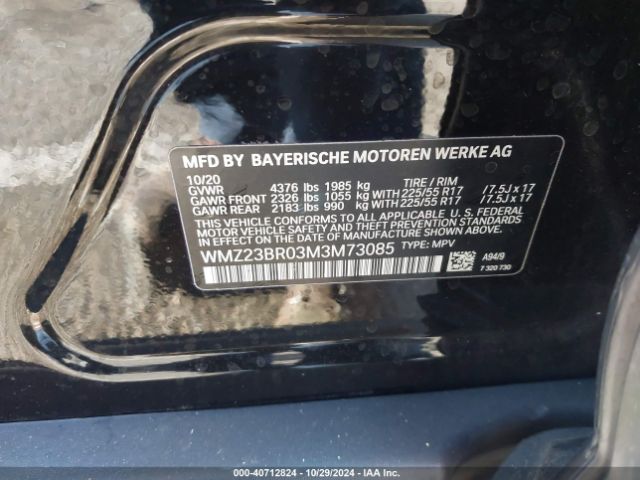 MFD BY BAYERISCHE MOTOREN WERKE AG
10/20 TIRE / RIM
GVWR 4376 lbs 1985 kg
GAWR FRONT 2326 lbs 1055 kg WITH 225/55 R17 /7.5J x 17
GAWR REAR 2183 lbs 990 kg WITH 225/55 R17 /7.5J x 17
THIS VEHICLE CONFORMS TO ALL APPLICABLE U. S. FEDERAL
MOTOR VEHICLE SAFETY, BUMPER, AND THEFT PREVENTION STANDARDS
IN EFFECT ON THE DATE OF MANUFACTURE SHOWN ABOVE.
WMZ23BR03M3M73085 TYPE: MPV
A94/9
7 320 730
000-40712824 | 10/29/2024 | IAA Inc.